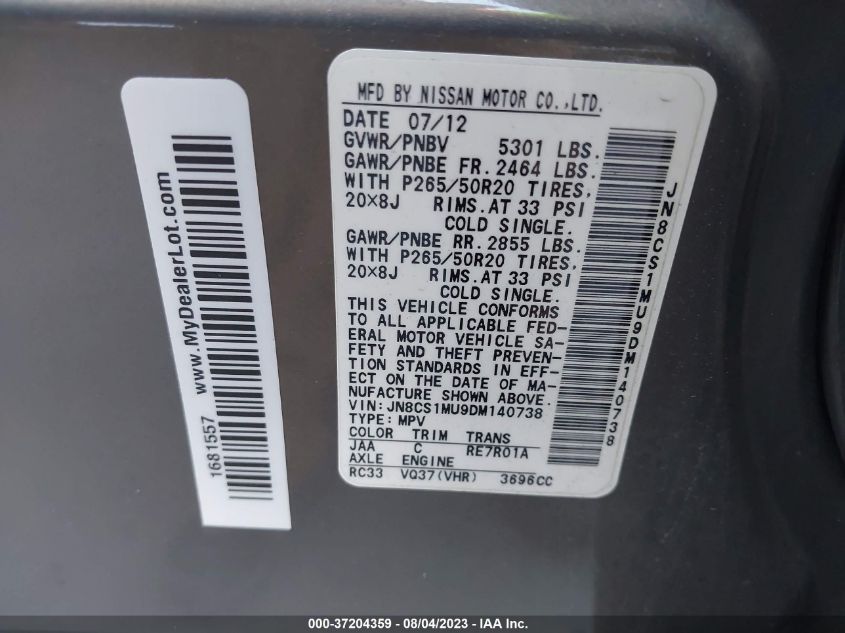 www.MyDealerLot.com
1681557
MFD BY NISSAN MOTOR CO.,LTD.
DATE 07/12
GVWR/PNBV 5301 LBS.
GAWR/PNBE FR. 2464 LBS.
WITH P265/50R20 TIRES,
20×8J RIMS.AT 33 PSI
COLD SINGLE.
GAWR/PNBE RR. 2855 LBS.
WITH P265/50R20 TIRES,
20×8J RIMS.AT 33 PSI
COLD SINGLE.
THIS VEHICLE CONFORMS
TO ALL APPLICABLE FED-
ERAL MOTOR VEHICLE SA-
FETY AND THEFT PREVEN-
TION STANDARDS IN EFF-
ECT ON THE DATE OF MA-
NUFACTURE SHOWN ABOVE.
VIN: JN8CS1MU9DM140738
TYPE: MPV
COLOR TRIM TRANS
JAA C RE7R01A
AXLE ENGINE
RC33 VQ37(VHR) 3696CC
JN8CS1MU9DM140738
000-37204359 - 08/04/2023 - IAA Inc.